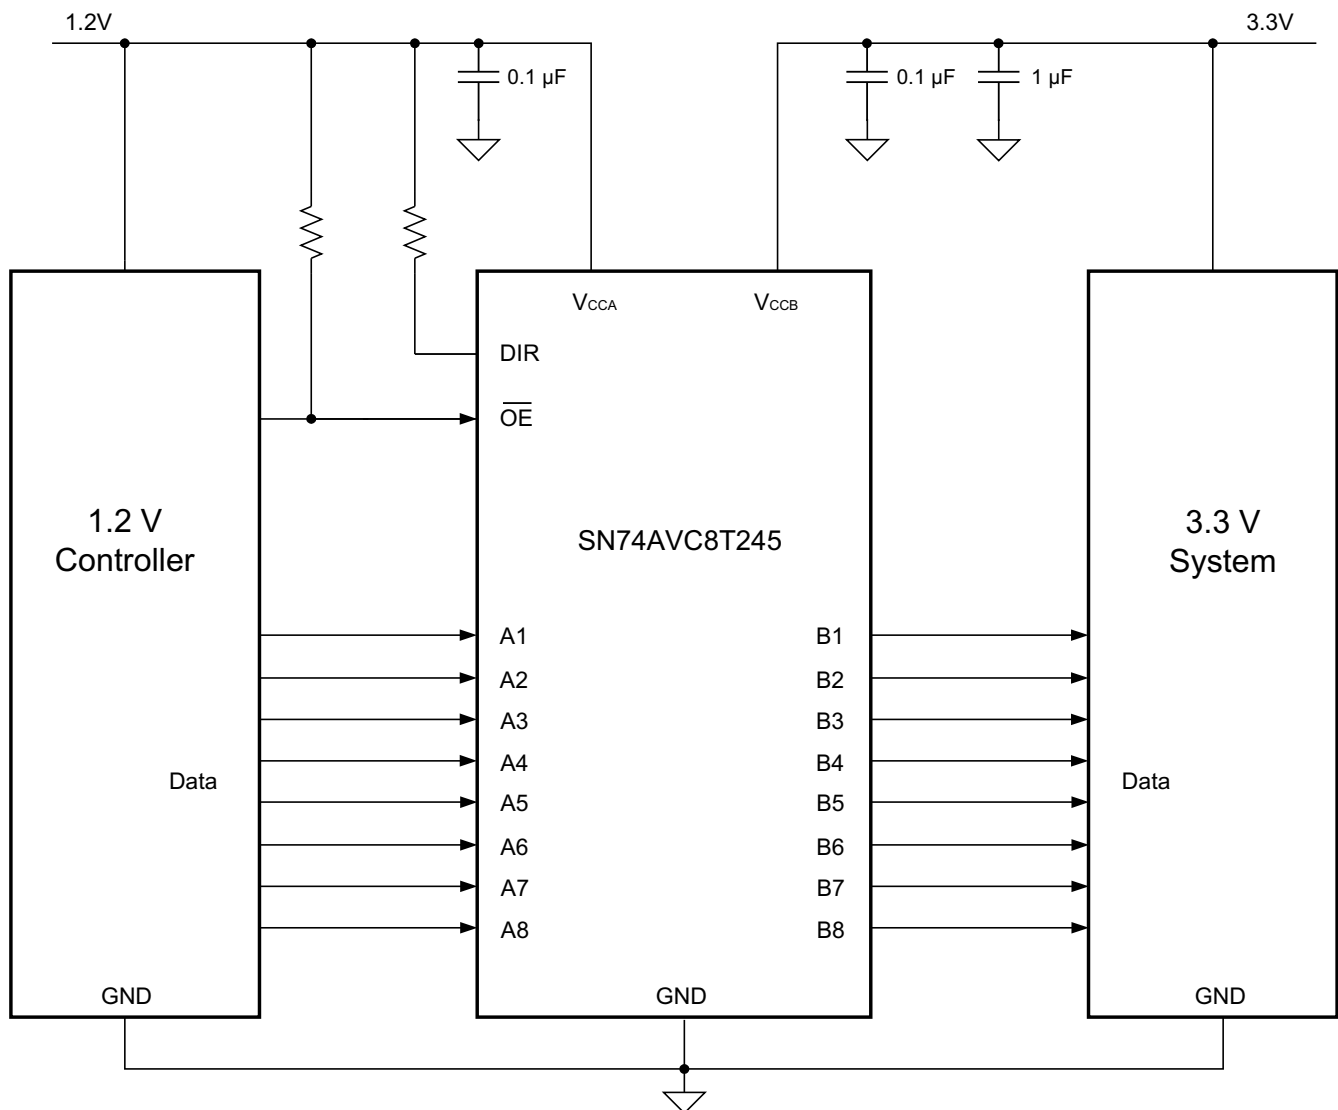 1.2V
3.3V
0.1 µF
0.1 µF
1 µF
VCCA
VCCB
DIR
OE
1.2 V
Controller
SN74AVC8T245
3.3 V
System
A1
B1
A2
B2
A3
B3
A4
B4
Data
Data
A5
B5
A6
B6
A7
B7
A8
B8
GND
GND
GND